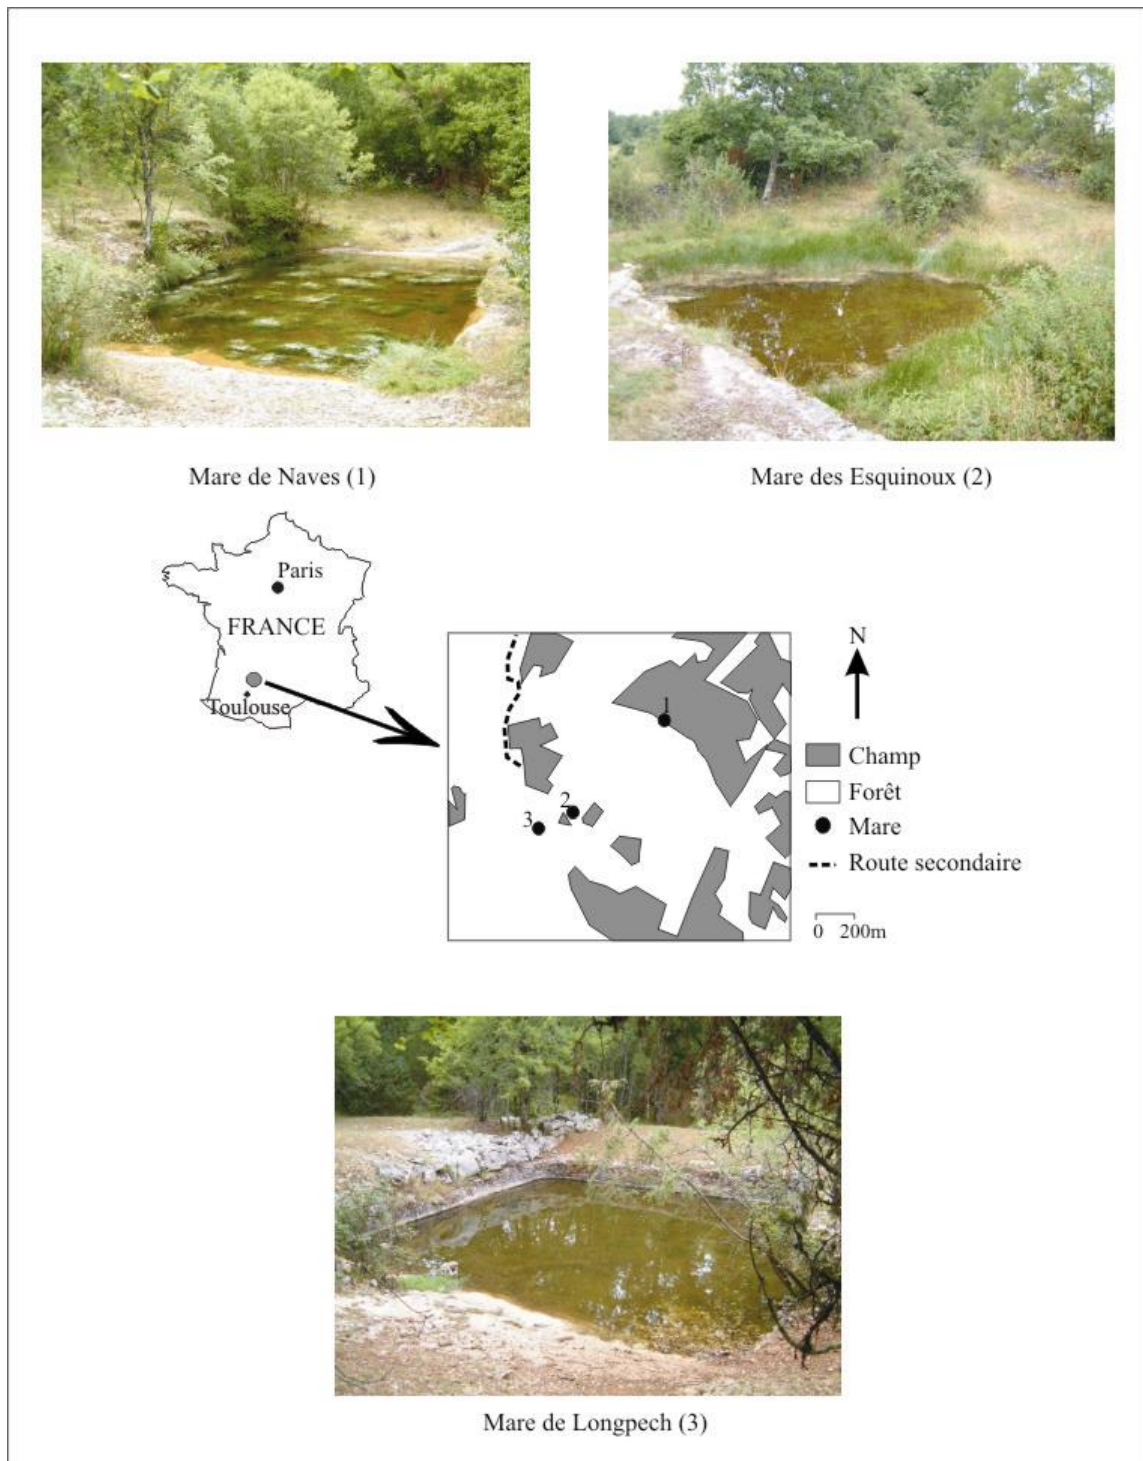 Mare de Naves (1)
Mare des Esquinoux (2)
Paris
FRANCE
Toulouse
N
1
2
3
Champ
Forêt
Mare
Route secondaire
0 200m
Mare de Longpech (3)